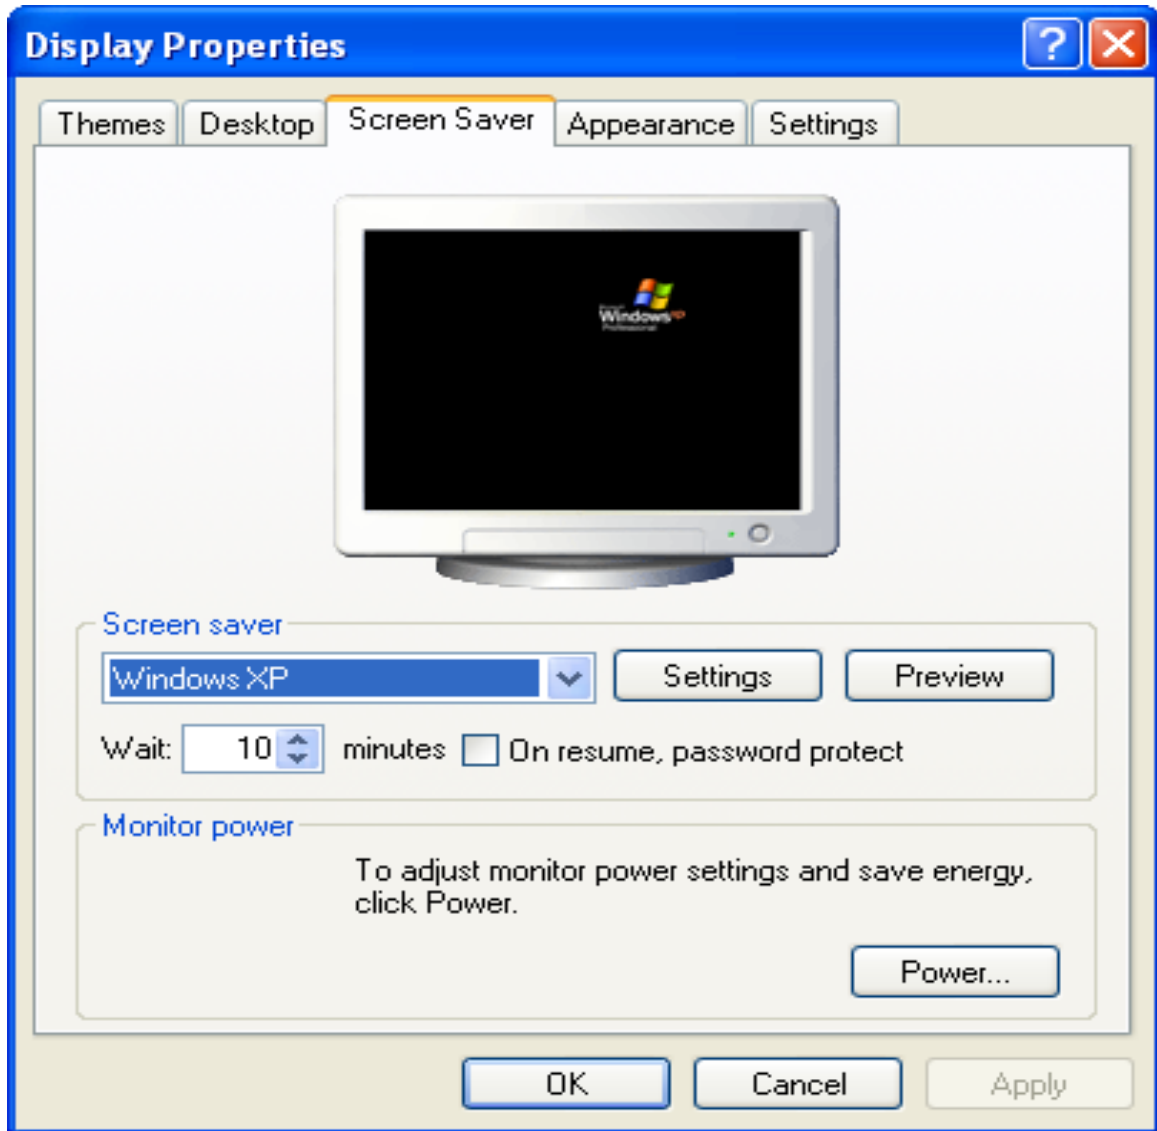 Display Properties
Themes Desktop Screen Saver Appearance Settings
Windows xp
Professional
Screen saver
Windows XP Settings Preview
Wait: 10 minutes On resume, password protect
Monitor power
To adjust monitor power settings and save energy,
click Power.
Power...
OK Cancel Apply